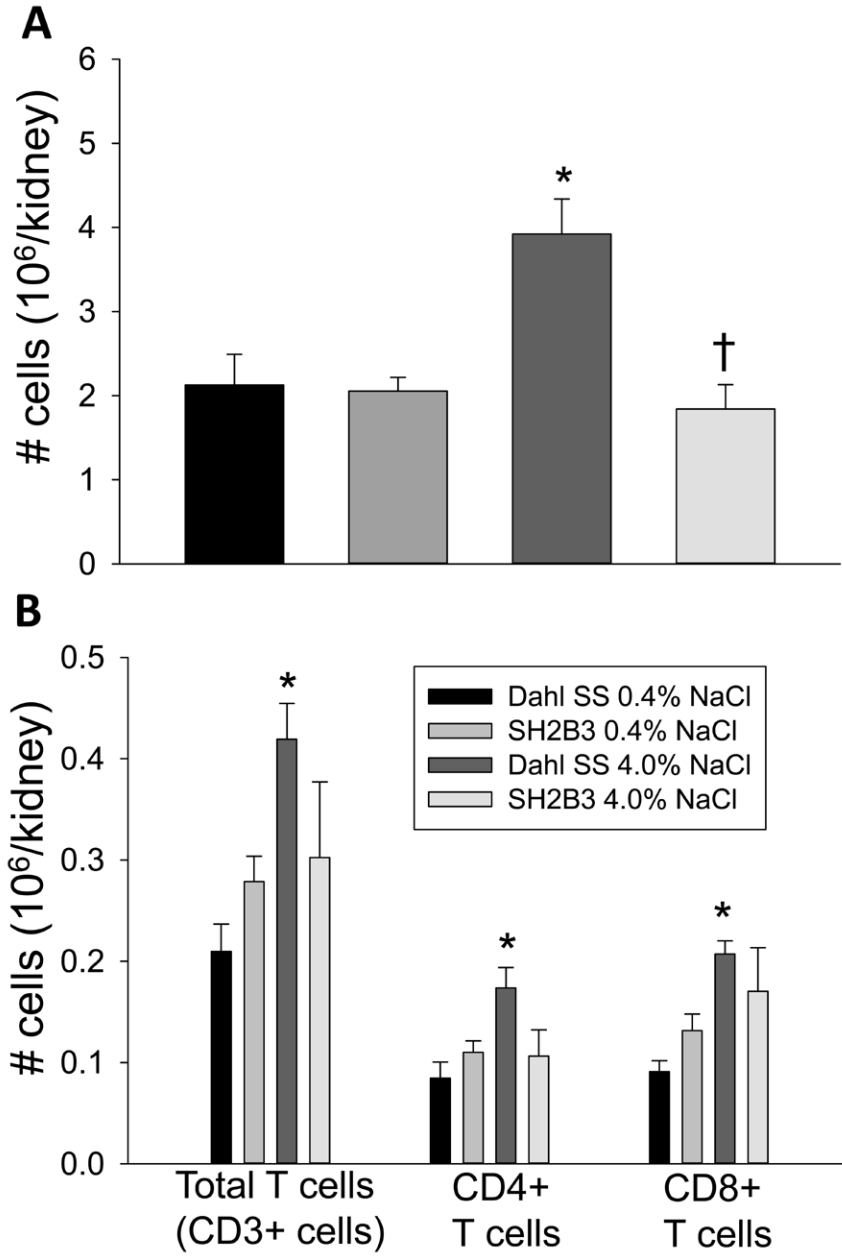 A
# cells (10⁶/kidney)
6
5
4
3
2
1
0
*
†
B
# cells (10⁶/kidney)
0.5
0.4
0.3
0.2
0.1
0.0
*
*
*
Dahl SS 0.4% NaCl
SH2B3 0.4% NaCl
Dahl SS 4.0% NaCl
SH2B3 4.0% NaCl
Total T cells
(CD3+ cells)
CD4+
T cells
CD8+
T cells